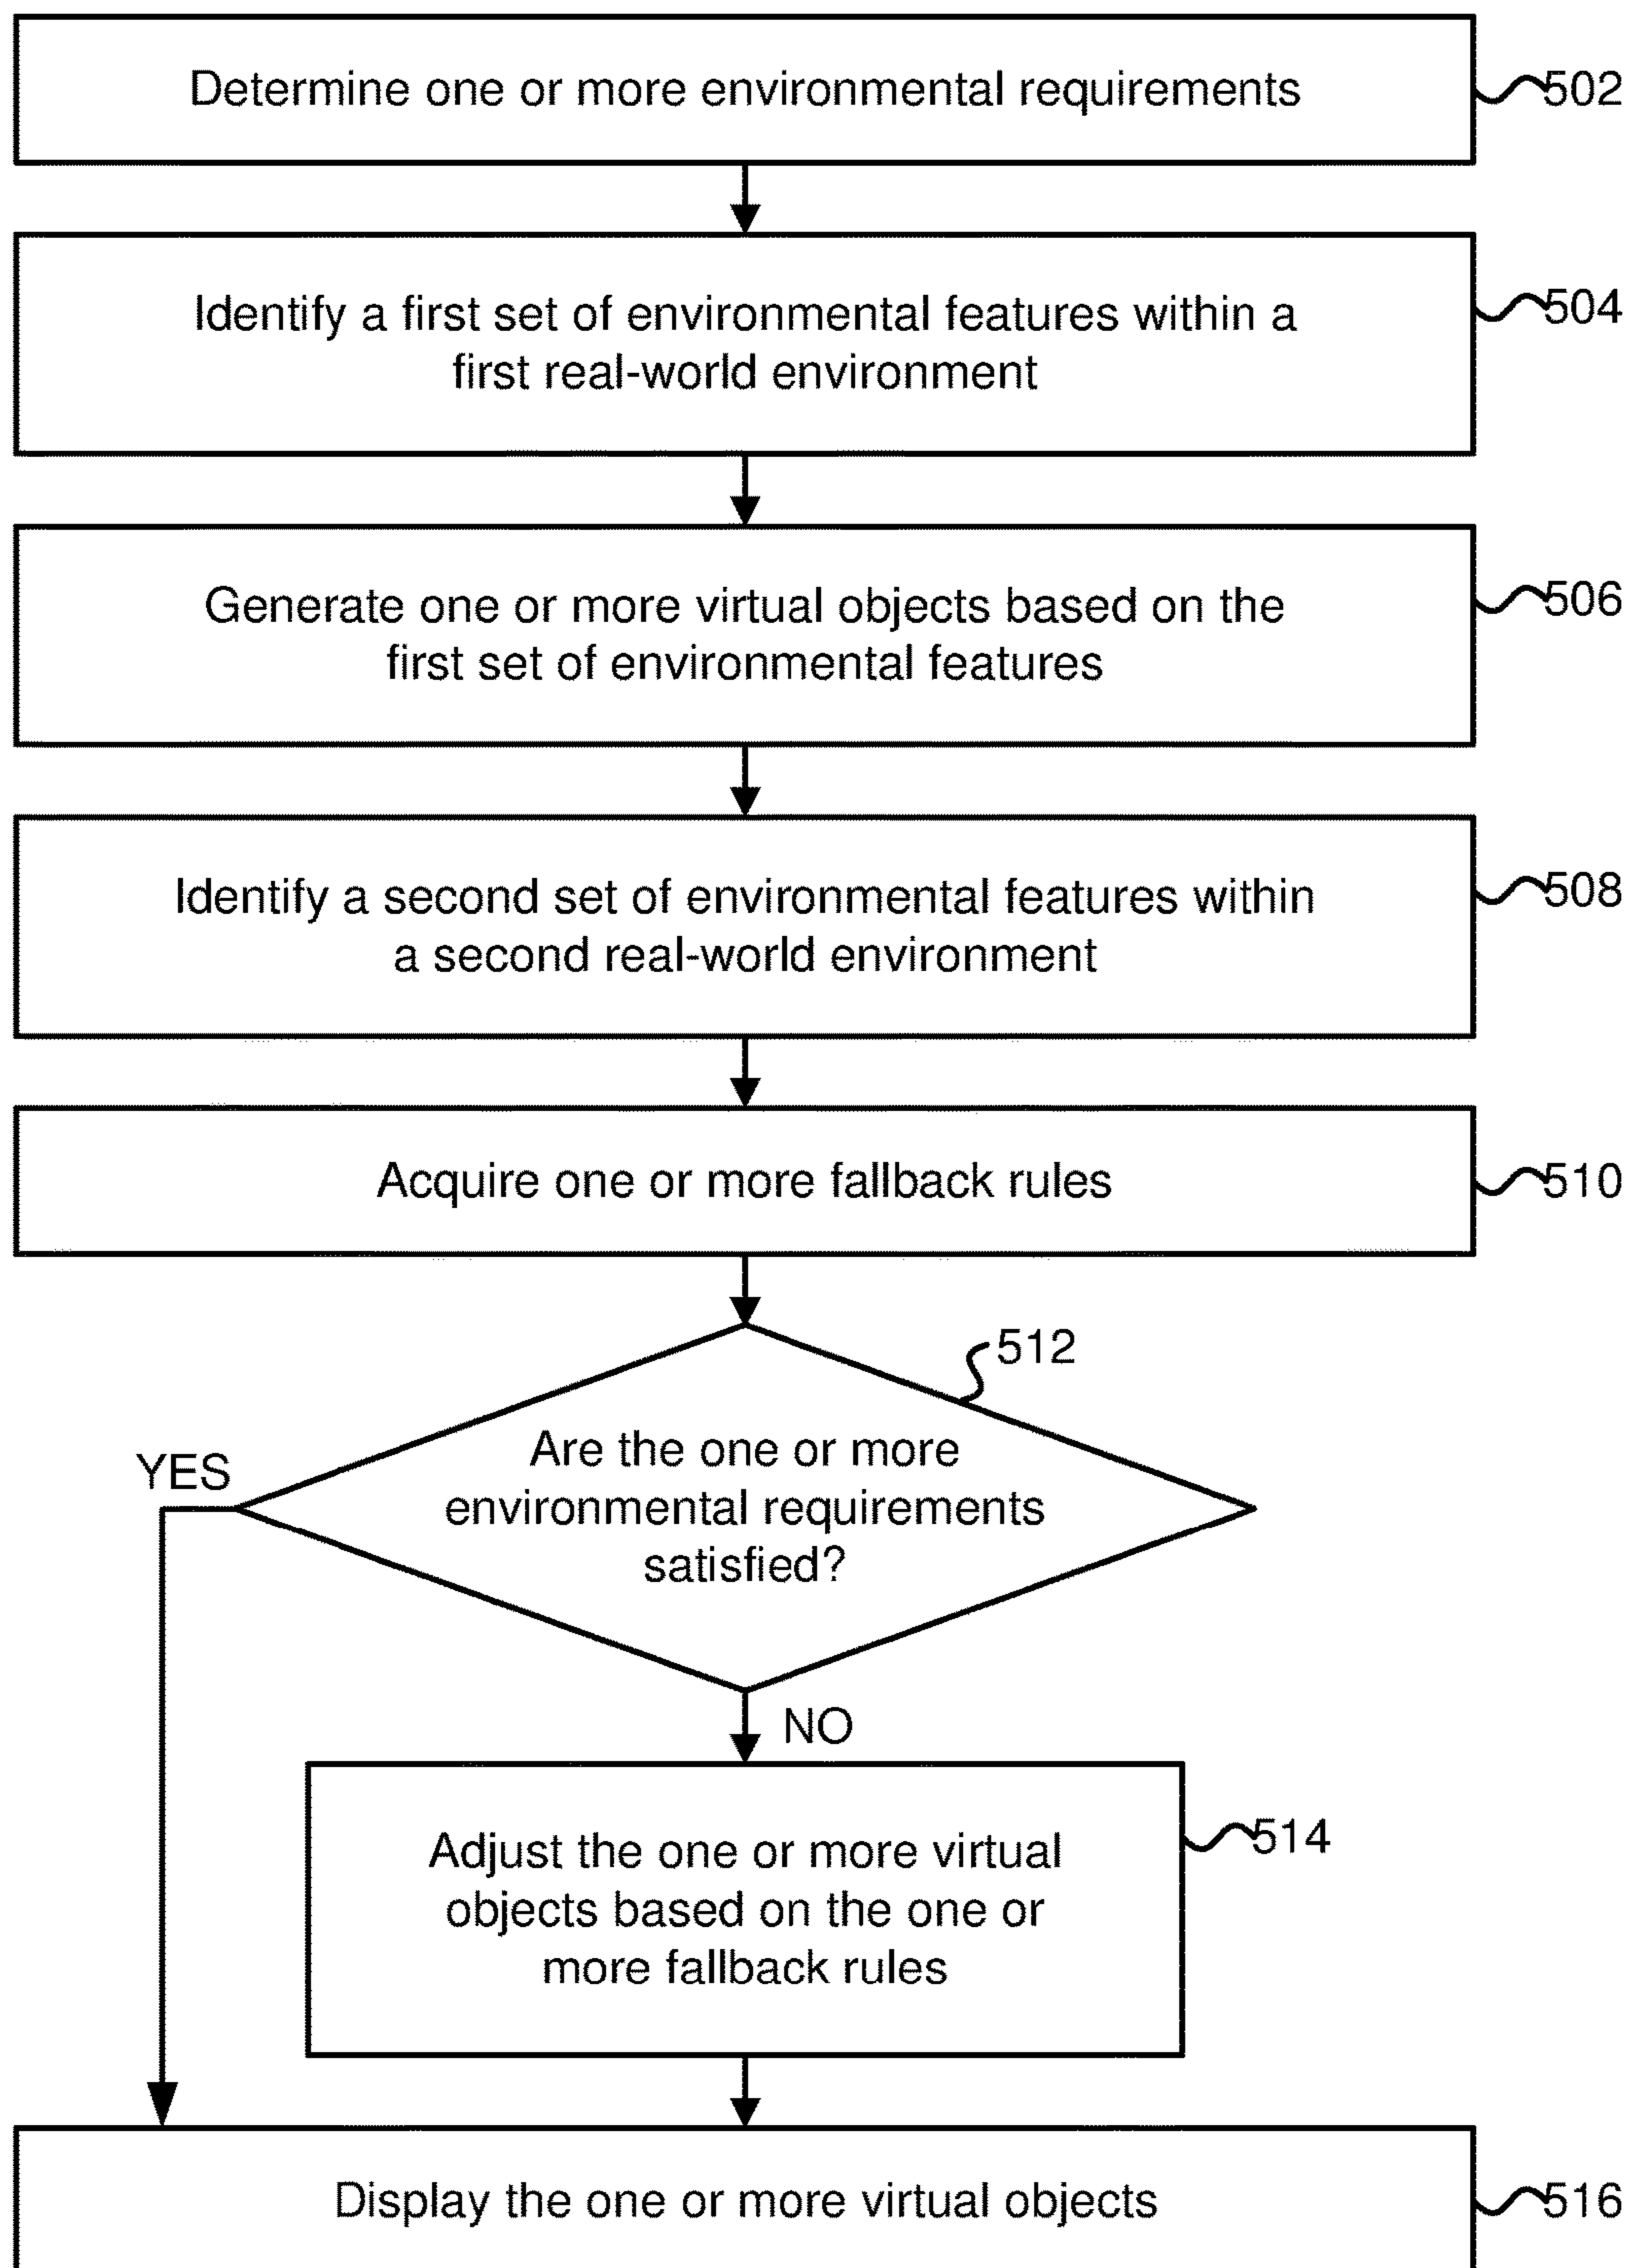 Determine one or more environmental requirements
502
Identify a first set of environmental features within a
first real-world environment
504
Generate one or more virtual objects based on the
first set of environmental features
506
Identify a second set of environmental features within
a second real-world environment
508
Acquire one or more fallback rules
510
512
Are the one or more
environmental requirements
satisfied?
YES
NO
Adjust the one or more virtual
objects based on the one or
more fallback rules
514
Display the one or more virtual objects
516